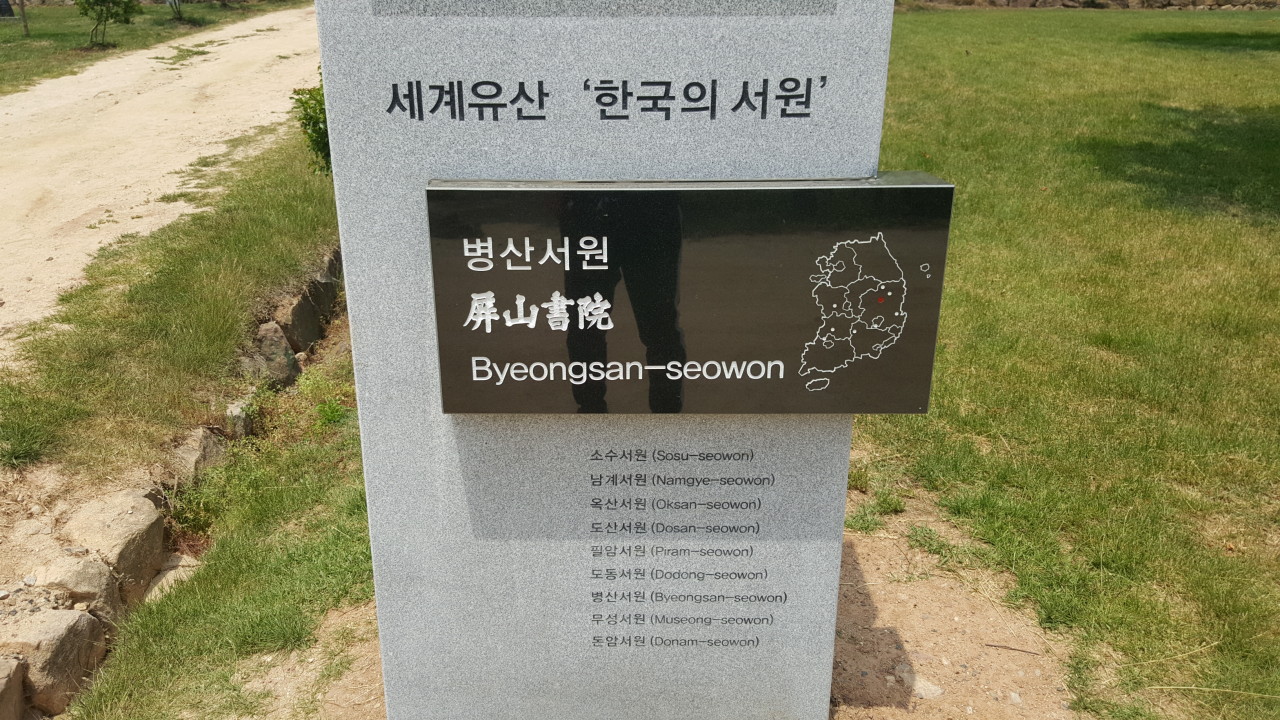 세계유산 ‘한국의 서원’
병산서원
屛山書院
Byeongsan-seowon
소수서원 (Sosu-seowon)
남계서원 (Namgye-seowon)
옥산서원 (Oksan-seowon)
도산서원 (Dosan-seowon)
필암서원 (Piram-seowon)
도동서원 (Dodong-seowon)
병산서원 (Byeongsan-seowon)
무성서원 (Museong-seowon)
돈암서원 (Donam-seowon)